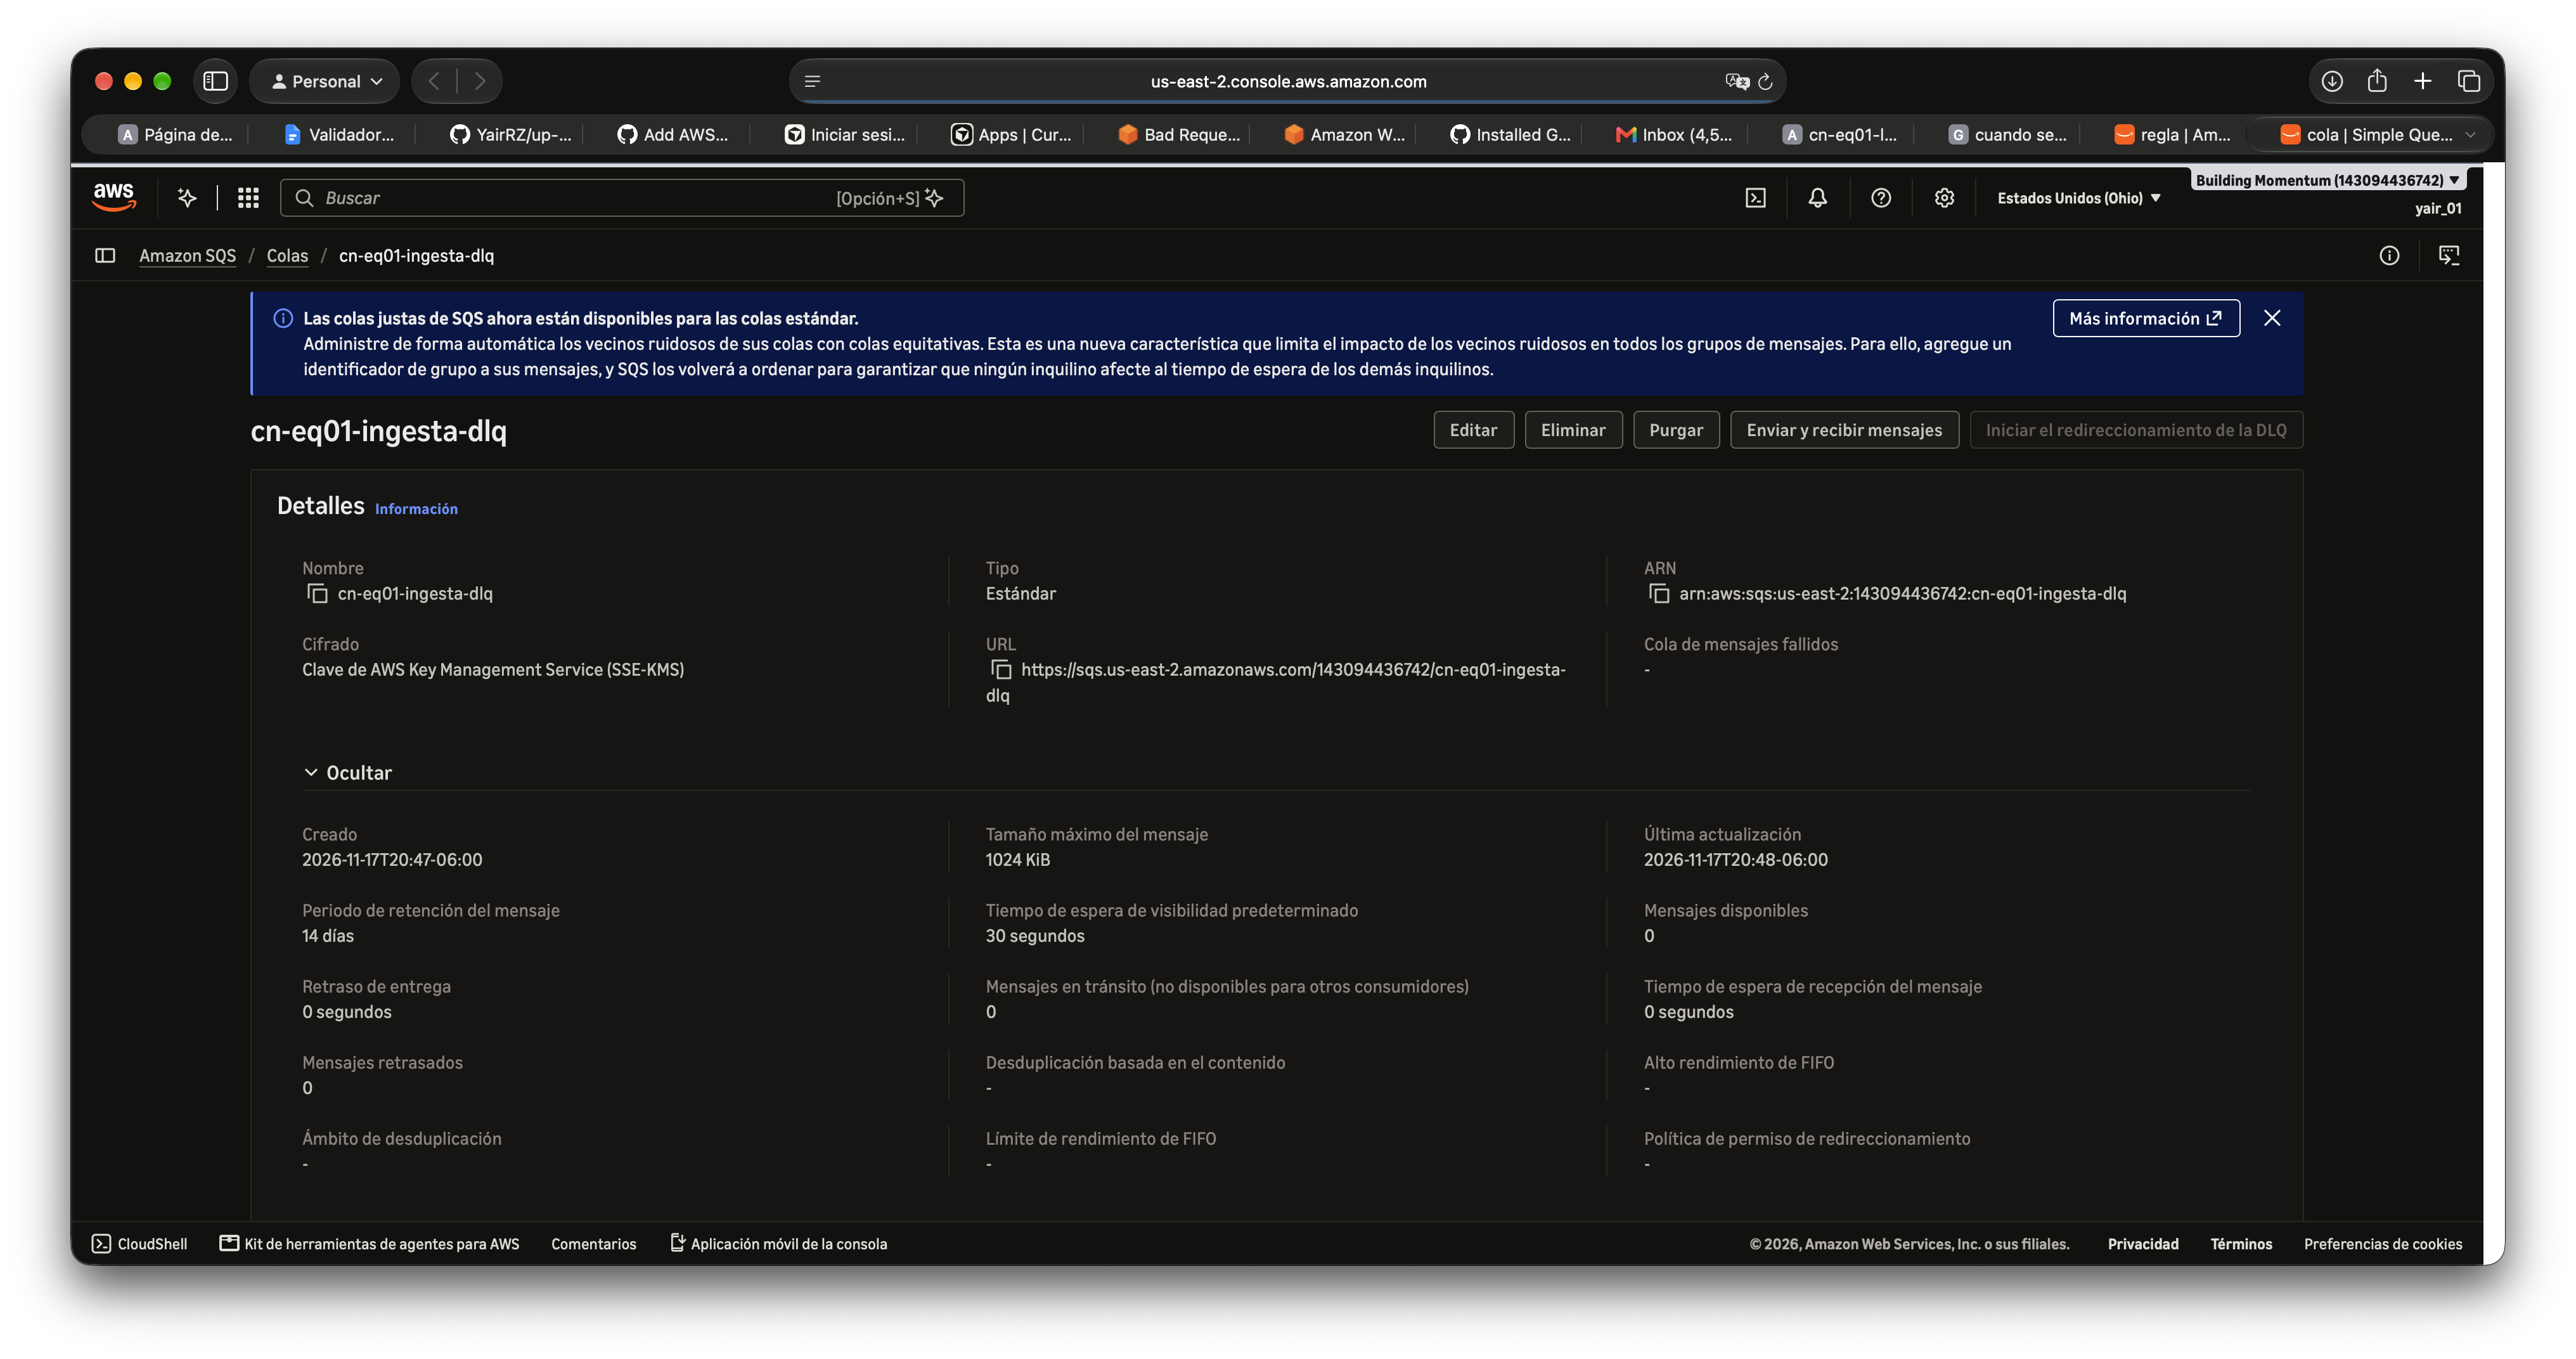 Personal
us-east-2.console.aws.amazon.com
Página de...
Validador...
YairRZ/up-...
Add AWS...
Iniciar sesi...
Apps | Cur...
Bad Reque...
Amazon W...
Installed G...
Inbox (4,5...
cn-eq01-l...
cuando se...
regla | Am...
cola | Simple Que...
aws
Buscar
[Opción+S]
Estados Unidos (Ohio)
Building Momentum (143094436742)
yair_01
Amazon SQS / Colas / cn-eq01-ingesta-dlq
Las colas justas de SQS ahora están disponibles para las colas estándar.
Administre de forma automática los vecinos ruidosos de sus colas con colas equitativas. Esta es una nueva característica que limita el impacto de los vecinos ruidosos en todos los grupos de mensajes. Para ello, agregue un
identificador de grupo a sus mensajes, y SQS los volverá a ordenar para garantizar que ningún inquilino afecte al tiempo de espera de los demás inquilinos.
Más información
cn-eq01-ingesta-dlq
Editar
Eliminar
Purgar
Enviar y recibir mensajes
Iniciar el redireccionamiento de la DLQ
Detalles Información
Nombre
cn-eq01-ingesta-dlq
Tipo
Estándar
ARN
arn:aws:sqs:us-east-2:143094436742:cn-eq01-ingesta-dlq
Cifrado
Clave de AWS Key Management Service (SSE-KMS)
URL
https://sqs.us-east-2.amazonaws.com/143094436742/cn-eq01-ingesta-
dlq
Cola de mensajes fallidos
-
Ocultar
Creado
2026-11-17T20:47-06:00
Tamaño máximo del mensaje
1024 KiB
Última actualización
2026-11-17T20:48-06:00
Periodo de retención del mensaje
14 días
Tiempo de espera de visibilidad predeterminado
30 segundos
Mensajes disponibles
0
Retraso de entrega
0 segundos
Mensajes en tránsito (no disponibles para otros consumidores)
0
Tiempo de espera de recepción del mensaje
0 segundos
Mensajes retrasados
0
Desduplicación basada en el contenido
-
Alto rendimiento de FIFO
-
Ámbito de desduplicación
-
Límite de rendimiento de FIFO
-
Política de permiso de redireccionamiento
-
CloudShell
Kit de herramientas de agentes para AWS
Comentarios
Aplicación móvil de la consola
© 2026, Amazon Web Services, Inc. o sus filiales.
Privacidad
Términos
Preferencias de cookies